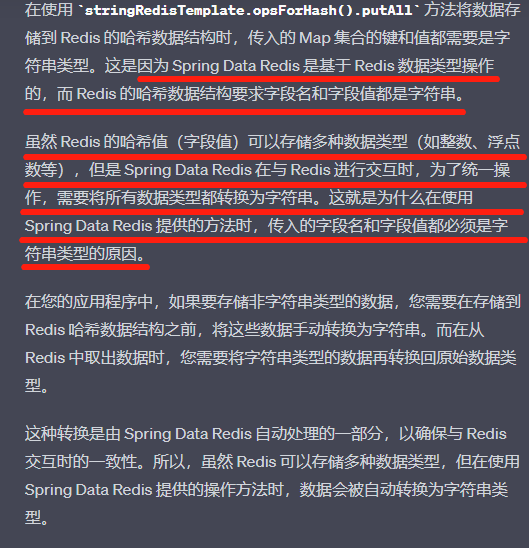 在使用 `stringRedisTemplate.opsForHash().putAll` 方法将数据存
储到 Redis 的哈希数据结构时，传入的 Map 集合的键和值都需要是字
符串类型。这是因为 Spring Data Redis 是基于 Redis 数据类型操作
的，而 Redis 的哈希数据结构要求字段名和字段值都是字符串。
虽然 Redis 的哈希值（字段值）可以存储多种数据类型（如整数、浮点
数等），但是 Spring Data Redis 在与 Redis 进行交互时，为了统一操
作，需要将所有数据类型都转换为字符串。这就是为什么在使用
Spring Data Redis 提供的方法时，传入的字段名和字段值都必须是字
符串类型的原因。
在您的应用程序中，如果要存储非字符串类型的数据，您需要在存储到
Redis 哈希数据结构之前，将这些数据手动转换为字符串。而在从
Redis 中取出数据时，您需要将字符串类型的数据再转换回原始数据类
型。
这种转换是由 Spring Data Redis 自动处理的一部分，以确保与 Redis
交互时的一致性。所以，虽然 Redis 可以存储多种数据类型，但在使用
Spring Data Redis 提供的操作方法时，数据会被自动转换为字符串类
型。